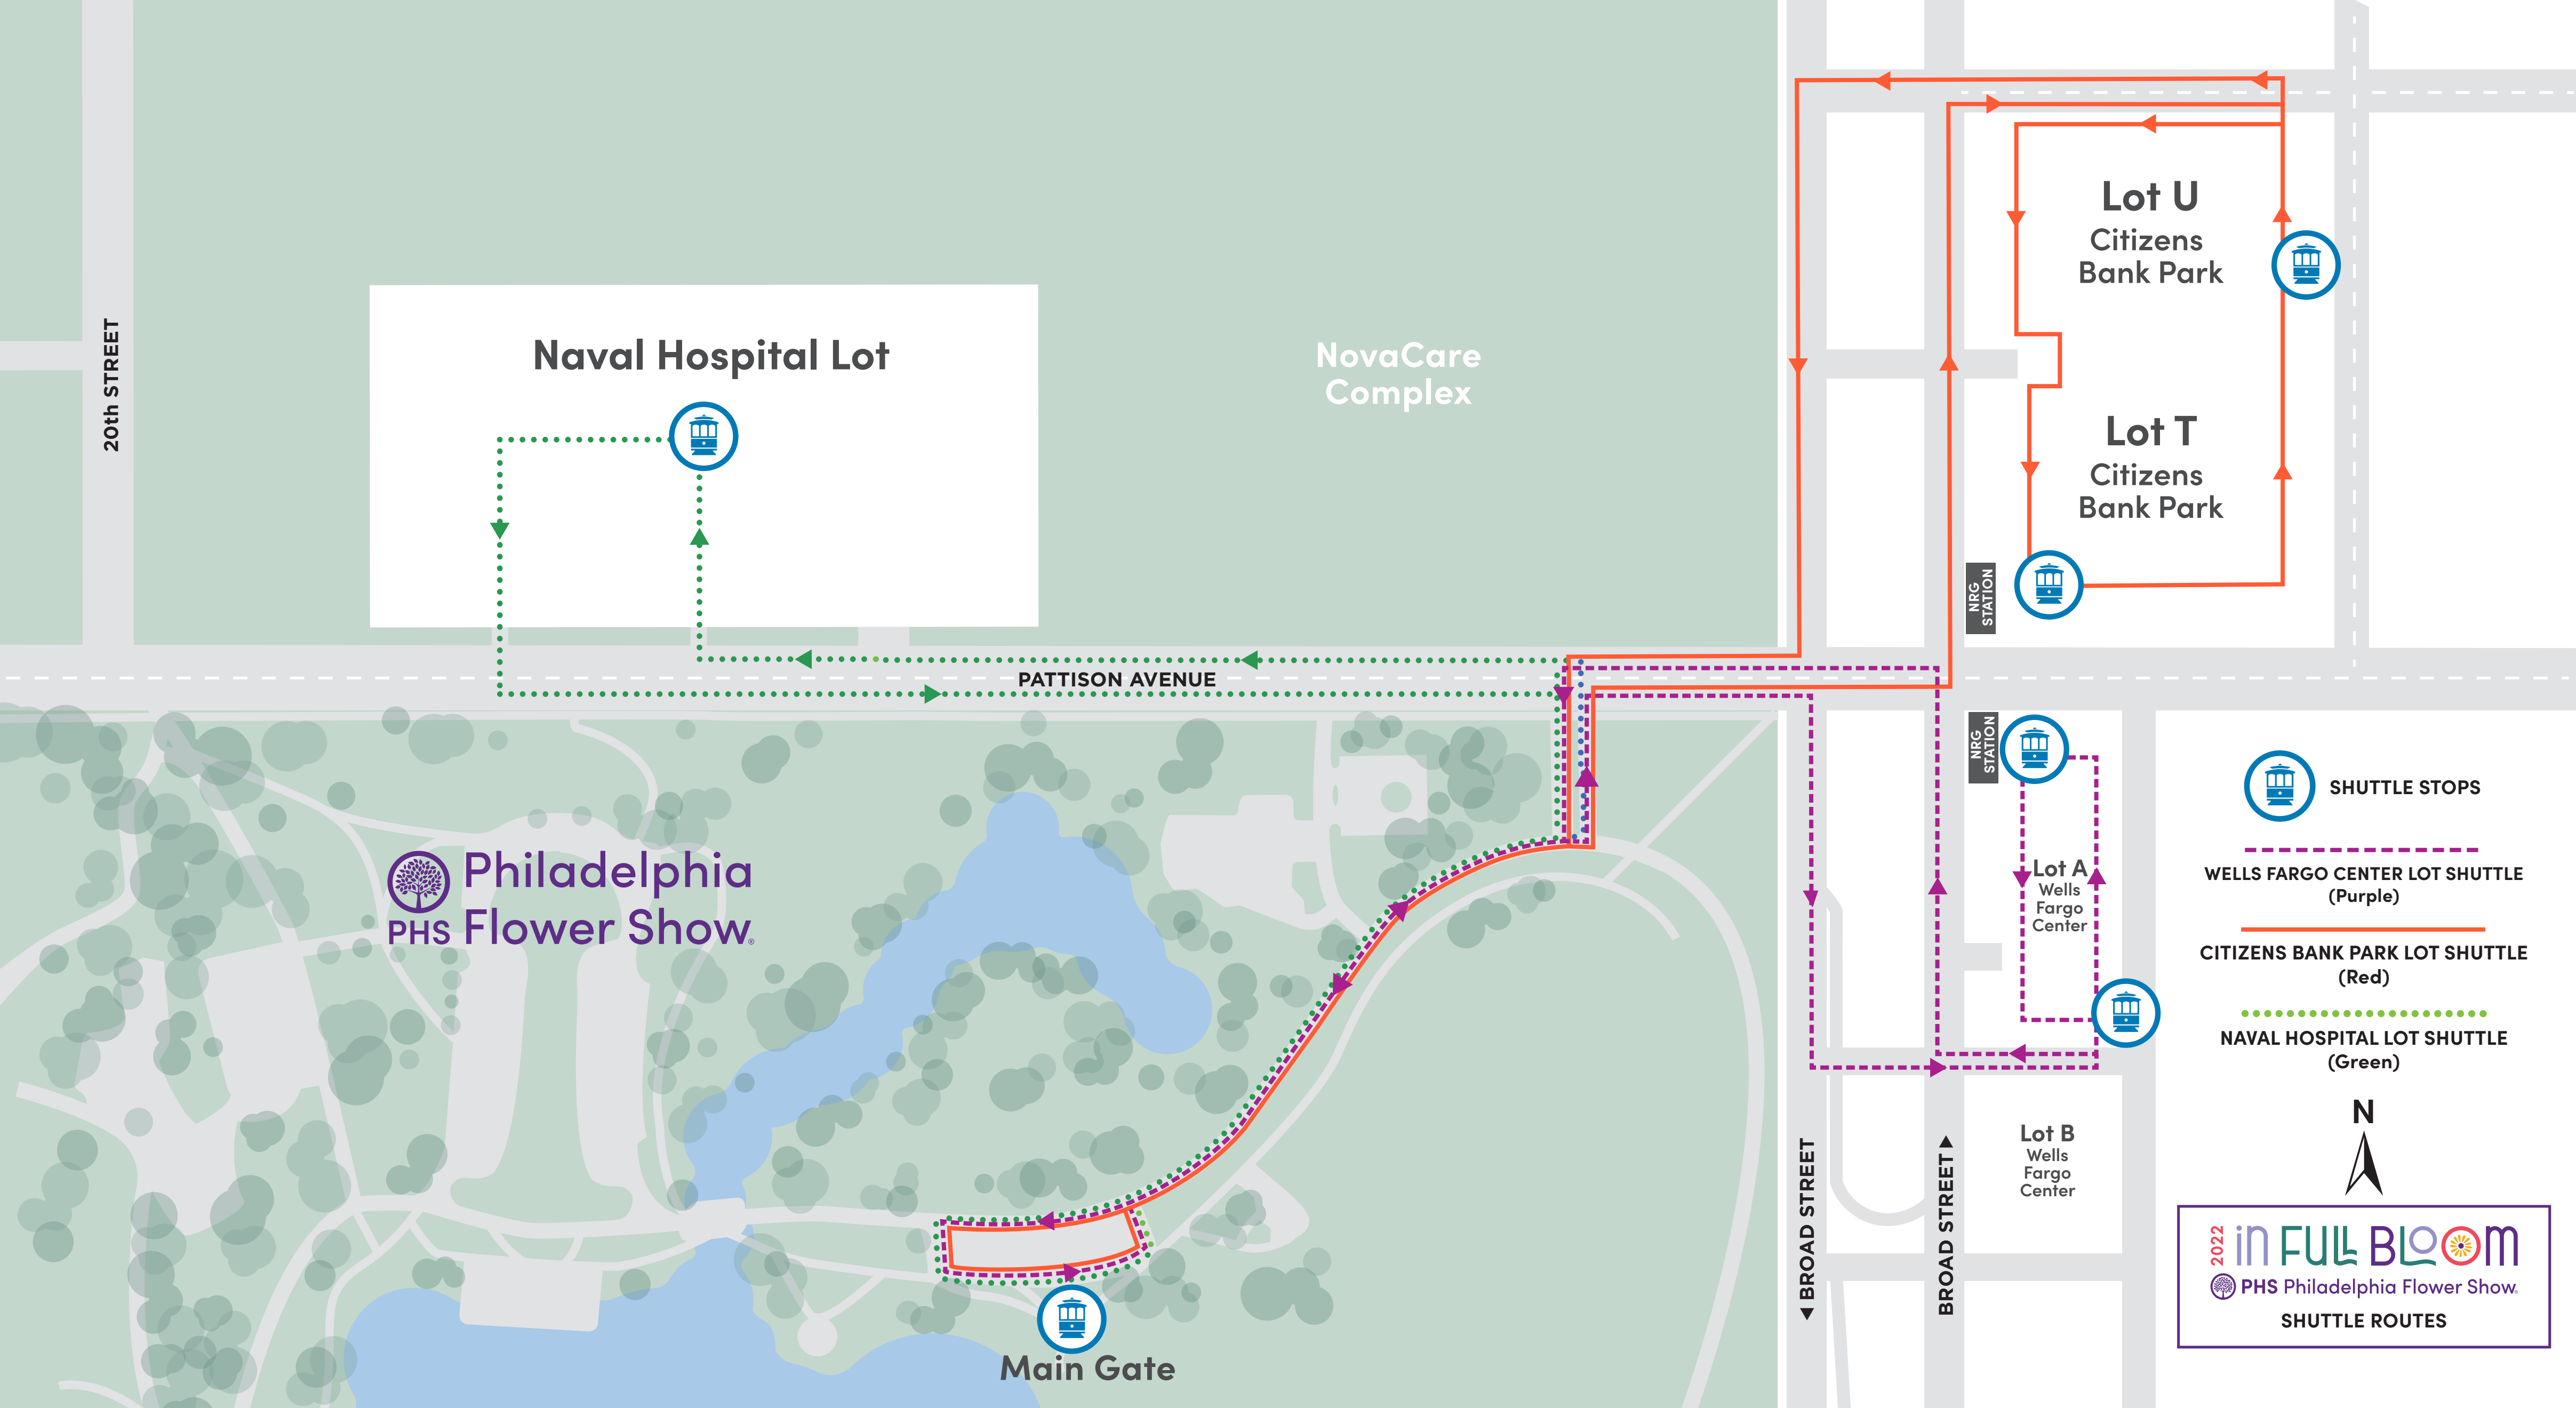 Lot U
Citizens
Bank Park
20th STREET
Naval Hospital Lot
NovaCare
Complex
Lot T
Citizens
Bank Park
NRG
STATION
PATTISON AVENUE
NRG
STATION
SHUTTLE STOPS
PHS Philadelphia
Flower Show®
Lot A
Wells
Fargo
Center
WELLS FARGO CENTER LOT SHUTTLE
(Purple)
CITIZENS BANK PARK LOT SHUTTLE
(Red)
NAVAL HOSPITAL LOT SHUTTLE
(Green)
N
Lot B
Wells
Fargo
Center
BROAD STREET
BROAD STREET
2022 in FULL BLOOM
PHS Philadelphia Flower Show®
SHUTTLE ROUTES
Main Gate